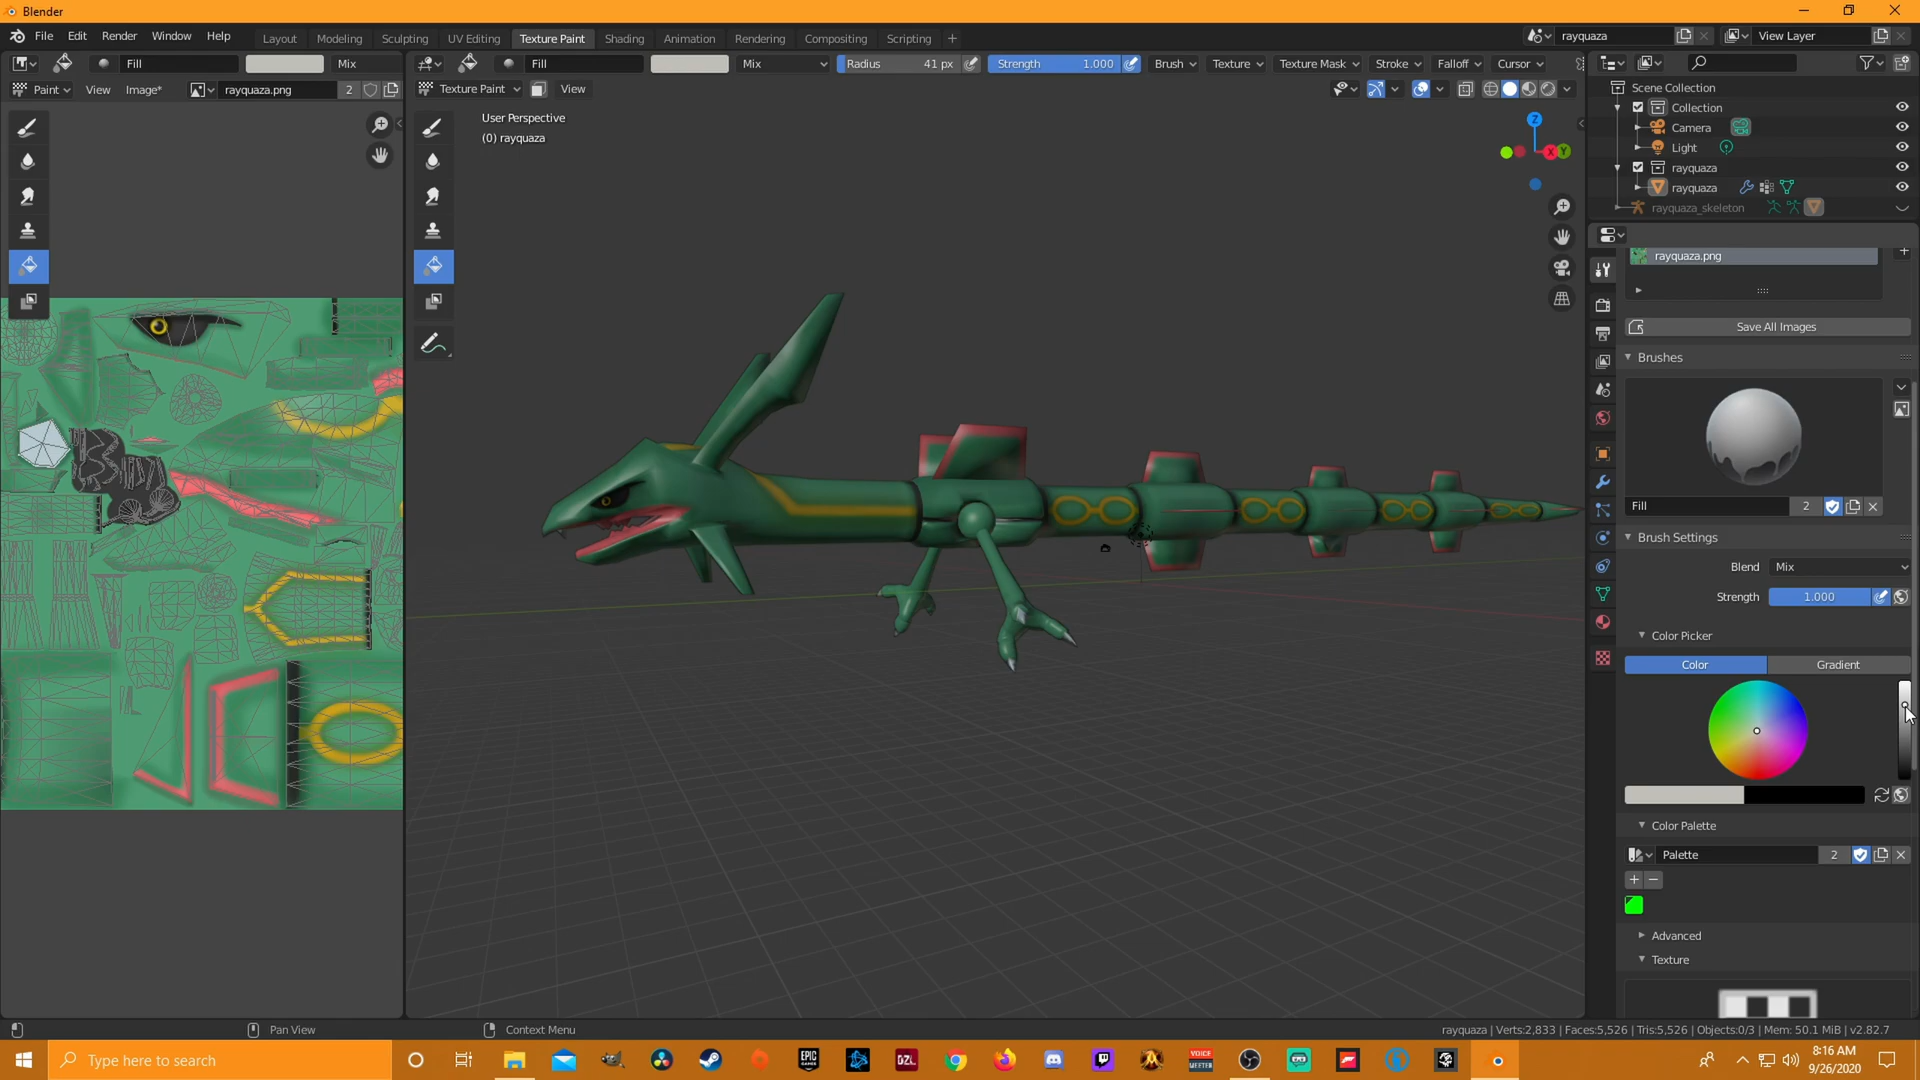 Blender
File Edit Render Window Help
Layout Modeling Sculpting UV Editing Texture Paint Shading Animation Rendering Compositing Scripting +
rayquaza
View Layer
Fill Mix
Fill Mix Radius 41 px Strength 1.000 Brush Texture Texture Mask Stroke Falloff Cursor
Paint View Image* rayquaza.png 2
Texture Paint View
User Perspective
(0) rayquaza
Z
X
Y
Scene Collection
Collection
Camera
Light
rayquaza
rayquaza
rayquaza_skeleton
rayquaza.png
Save All Images
Brushes
Fill 2
Brush Settings
Blend Mix
Strength 1.000
Color Picker
Color Gradient
Color Palette
Palette 2
Advanced
Texture
Pan View
Context Menu
rayquaza | Verts:2,833 | Faces:5,526 | Tris:5,526 | Objects:0/3 | Mem: 50.1 MiB | v2.82.7
Type here to search
EPIC GAMES
DZL
VOICE MEETER
8:16 AM
9/26/2020